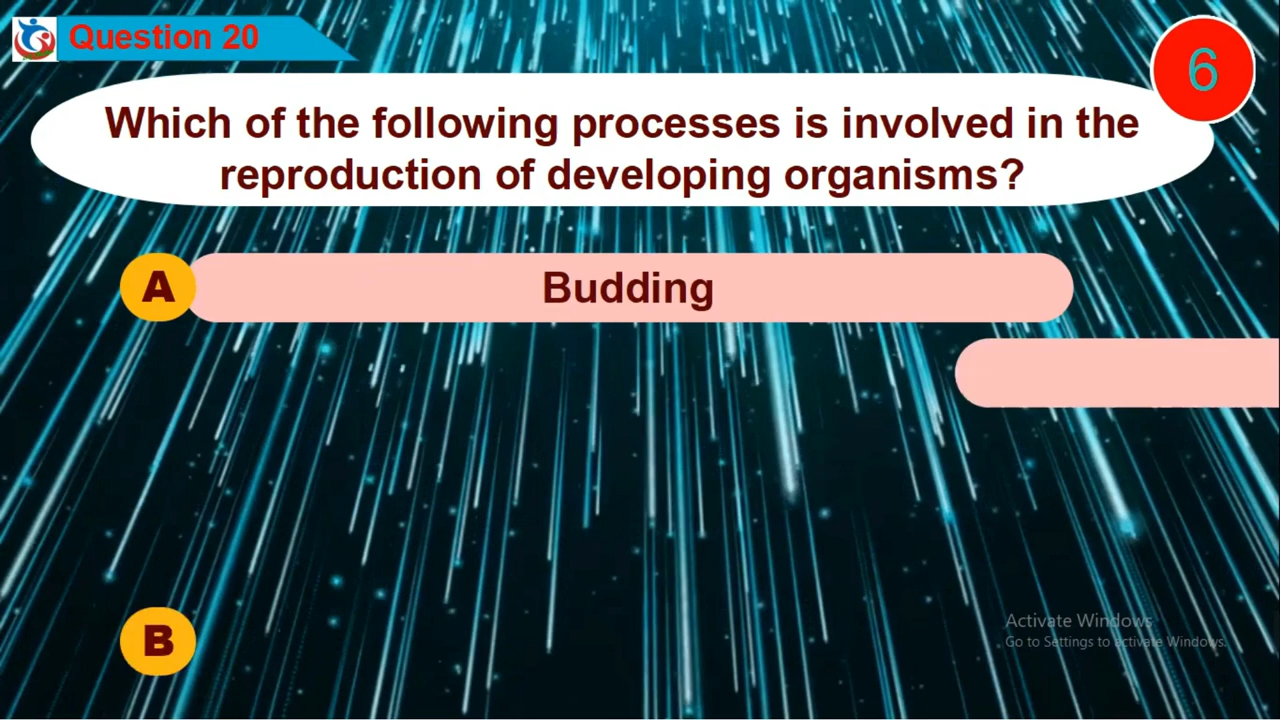 Question 20
6
Which of the following processes is involved in the
reproduction of developing organisms?
A
Budding
B
Activate Windows
Go to Settings to activate Windows.